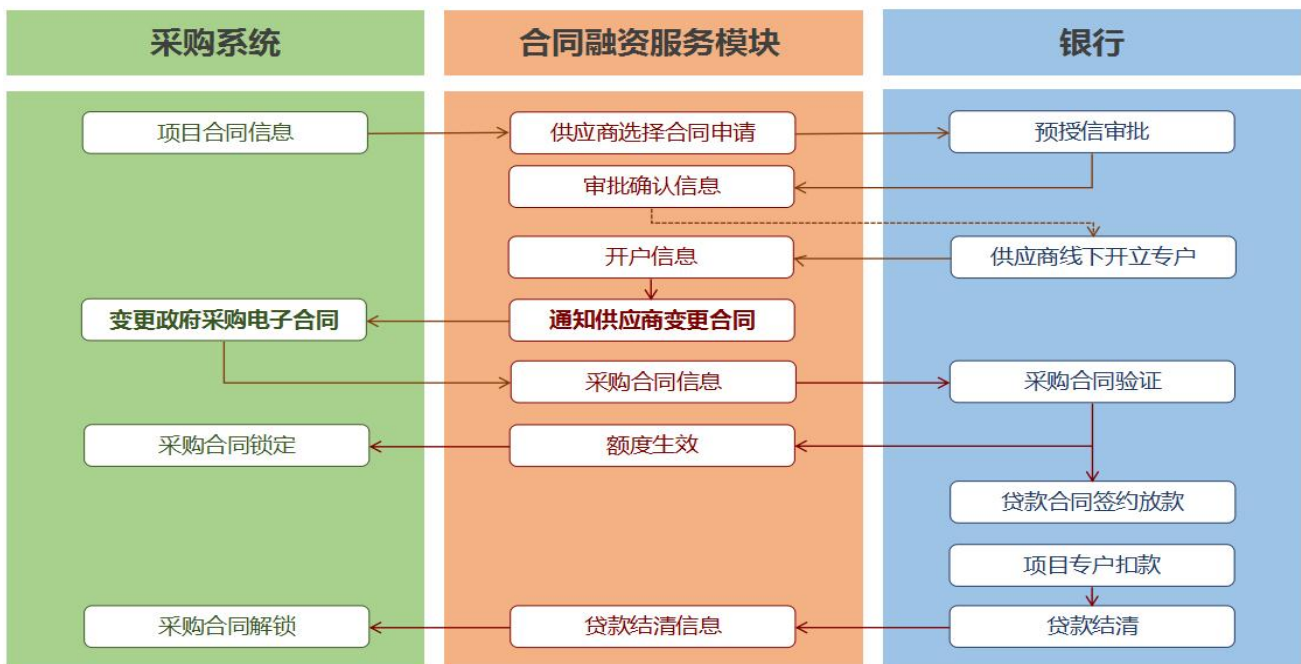 采购系统
合同融资服务模块
银行
项目合同信息
供应商选择合同申请
预授信审批
审批确认信息
开户信息
供应商线下开立专户
变更政府采购电子合同
通知供应商变更合同
采购合同信息
采购合同验证
采购合同锁定
额度生效
贷款合同签约放款
项目专户扣款
采购合同解锁
贷款结清信息
贷款结清